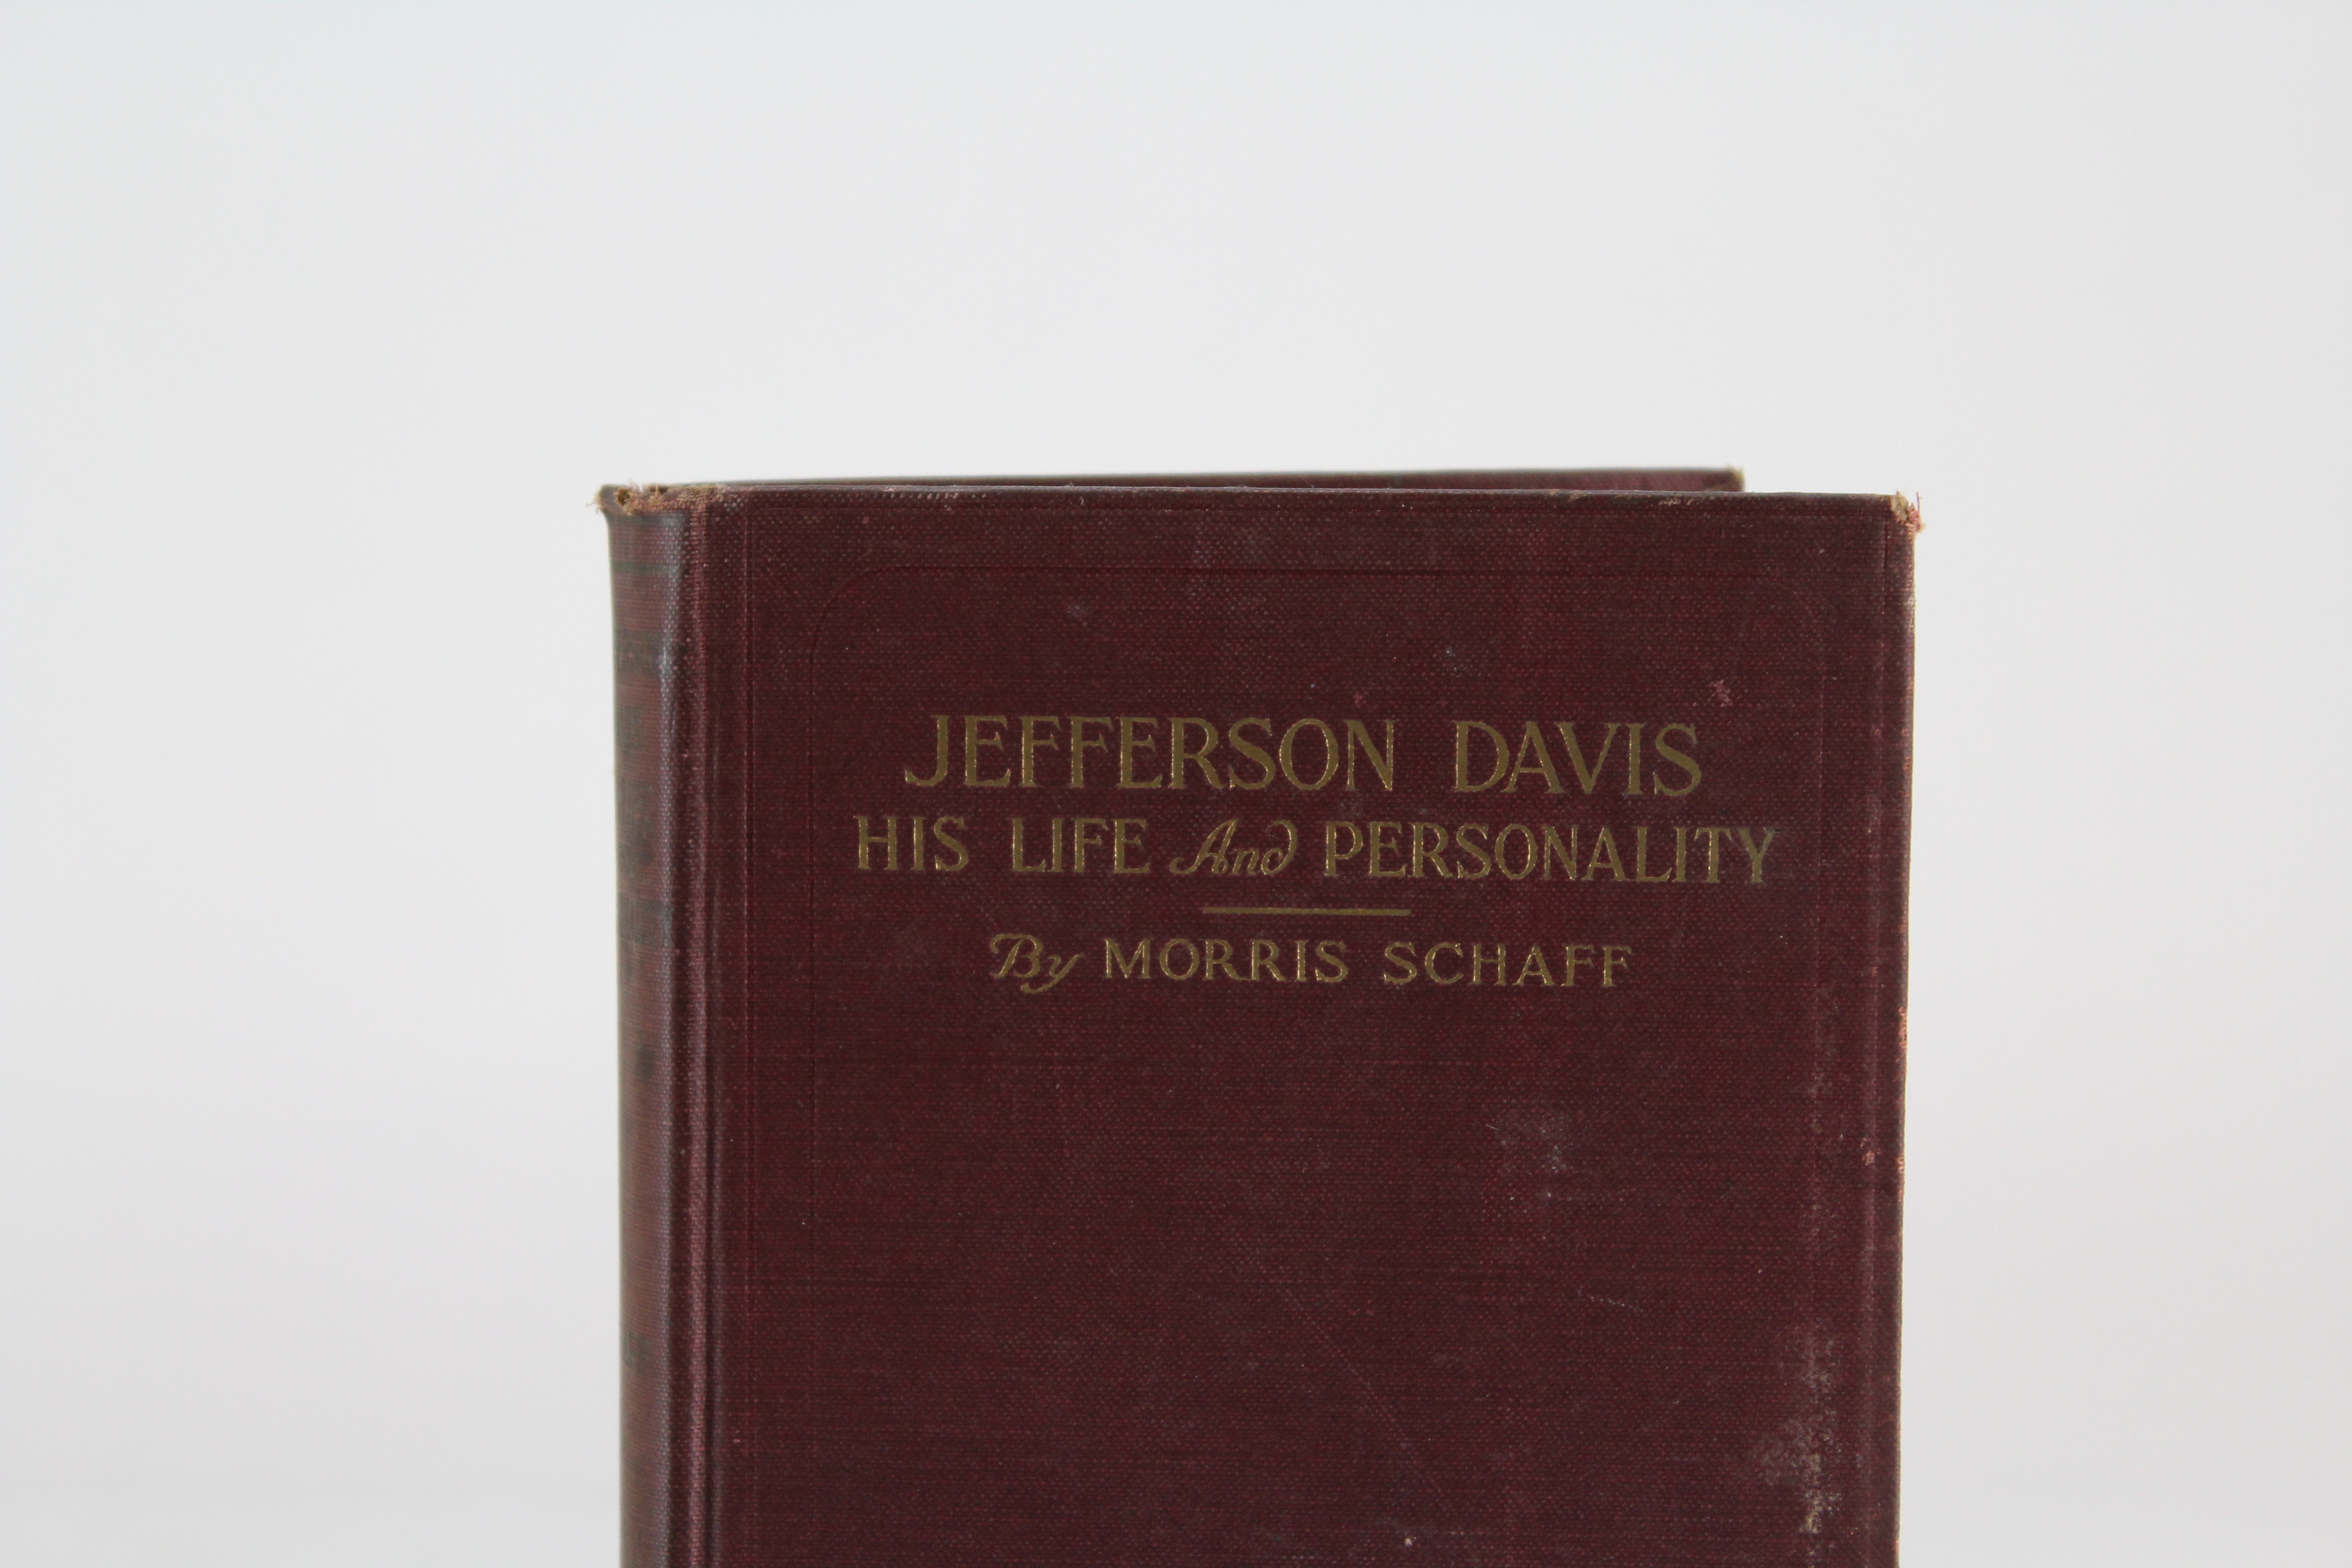 JEFFERSON DAVIS
HIS LIFE And PERSONALITY
By MORRIS SCHAFF